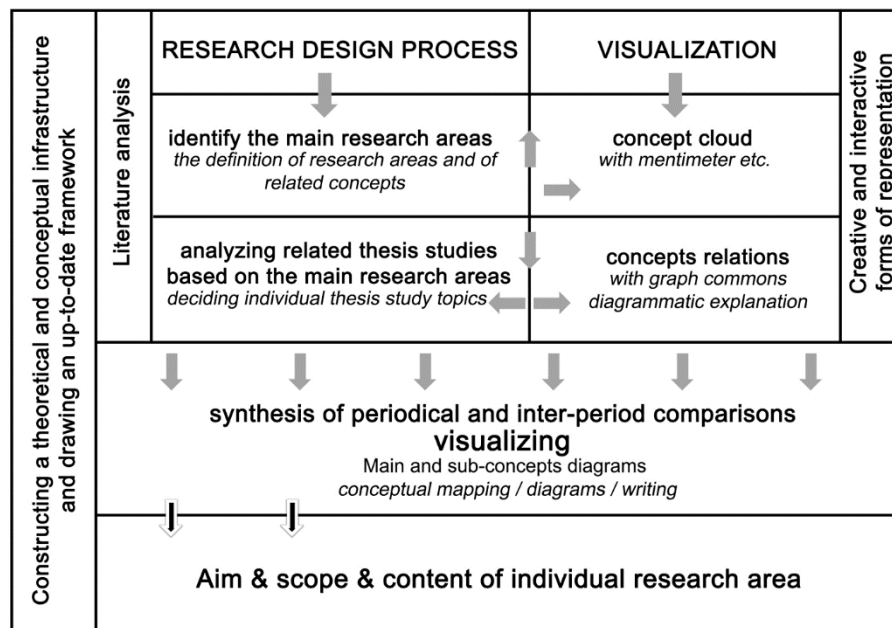 Constructing a theoretical and conceptual infrastructure
and drawing an up-to-date framework
Literature analysis
RESEARCH DESIGN PROCESS
VISUALIZATION
identify the main research areas
the definition of research areas and of
related concepts
concept cloud
with mentimeter etc.
analyzing related thesis studies
based on the main research areas
deciding individual thesis study topics
concepts relations
with graph commons
diagrammatic explanation
Creative and interactive
forms of representation
synthesis of periodical and inter-period comparisons
visualizing
Main and sub-concepts diagrams
conceptual mapping / diagrams / writing
Aim & scope & content of individual research area